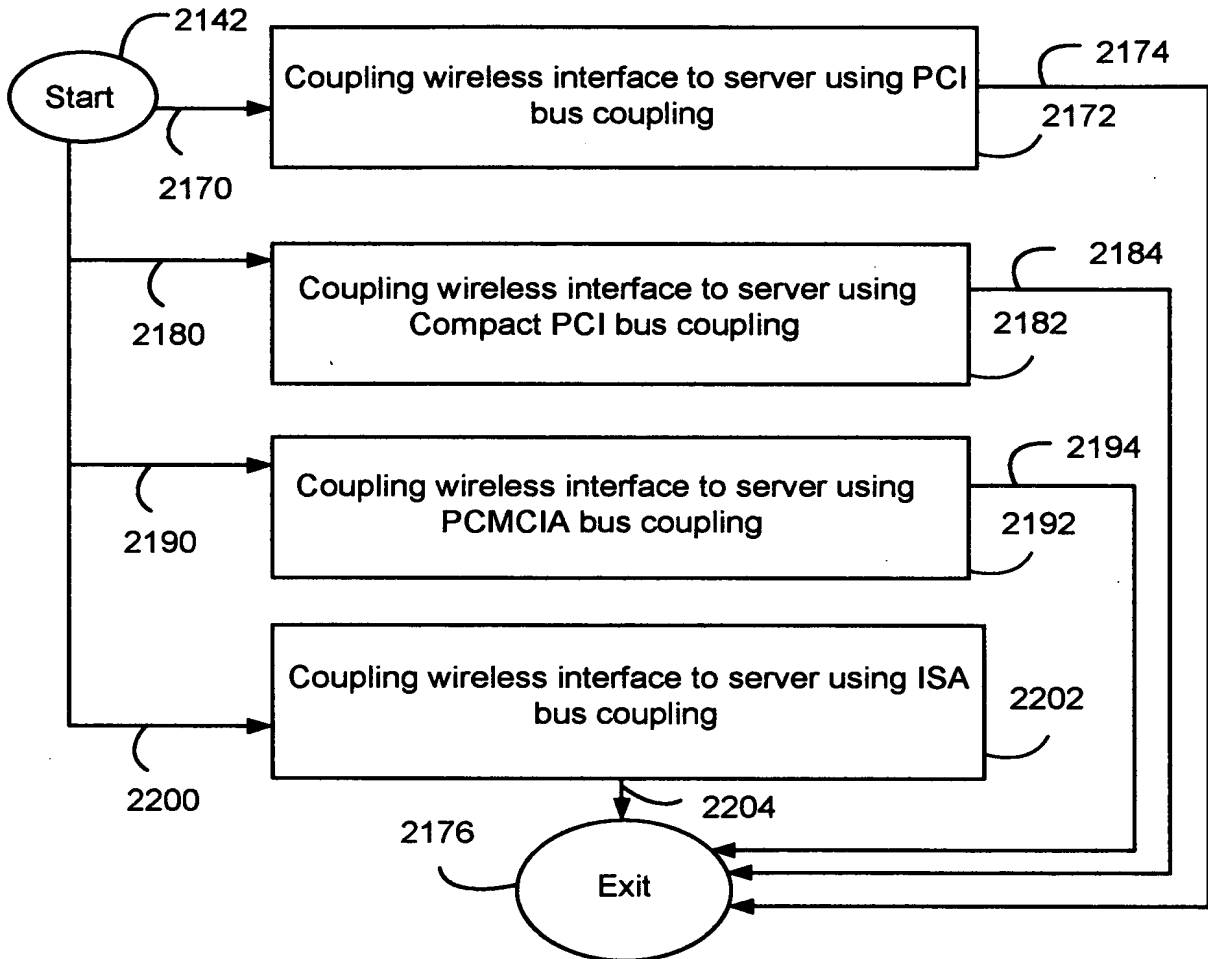 2142
Start
Coupling wireless interface to server using PCI
bus coupling
2174
2172
2170
Coupling wireless interface to server using
Compact PCI bus coupling
2184
2182
2180
Coupling wireless interface to server using
PCMCIA bus coupling
2194
2192
2190
Coupling wireless interface to server using ISA
bus coupling
2202
2200
2204
2176
Exit